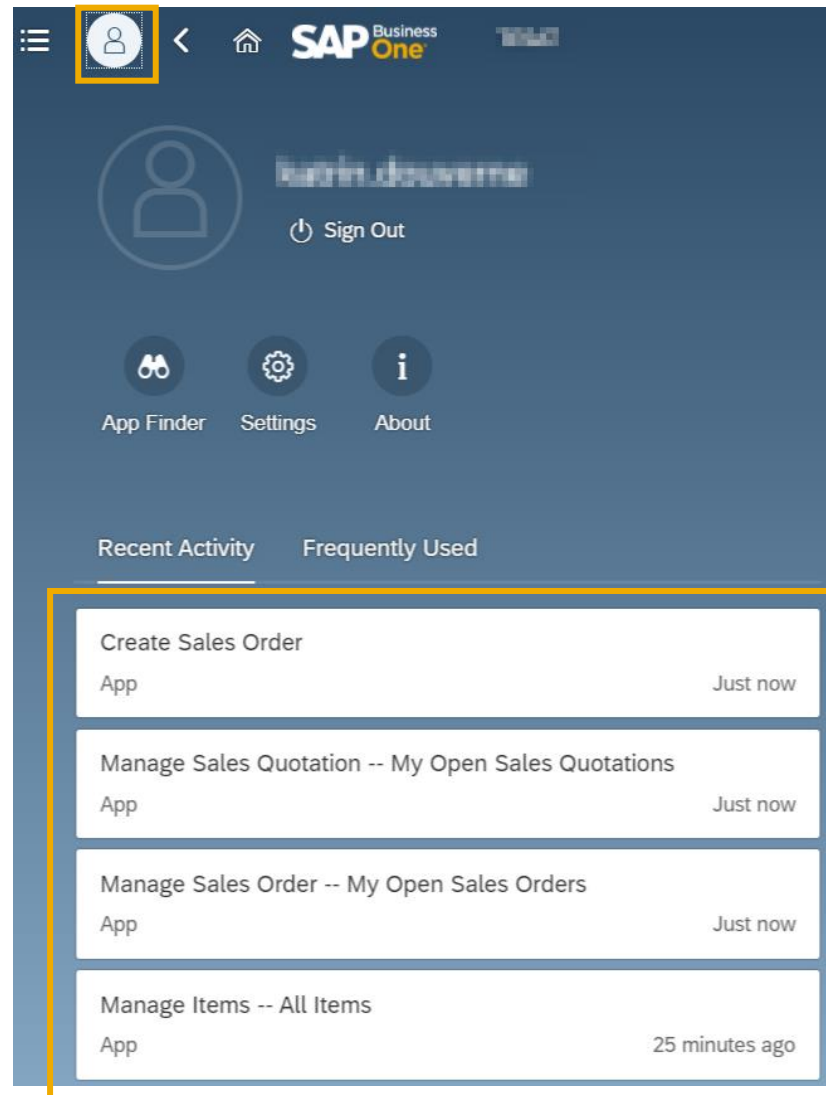 SAP Business One
Sign Out
App Finder Settings About
Recent Activity Frequently Used
Create Sales Order
App Just now
Manage Sales Quotation -- My Open Sales Quotations
App Just now
Manage Sales Order -- My Open Sales Orders
App Just now
Manage Items -- All Items
App 25 minutes ago